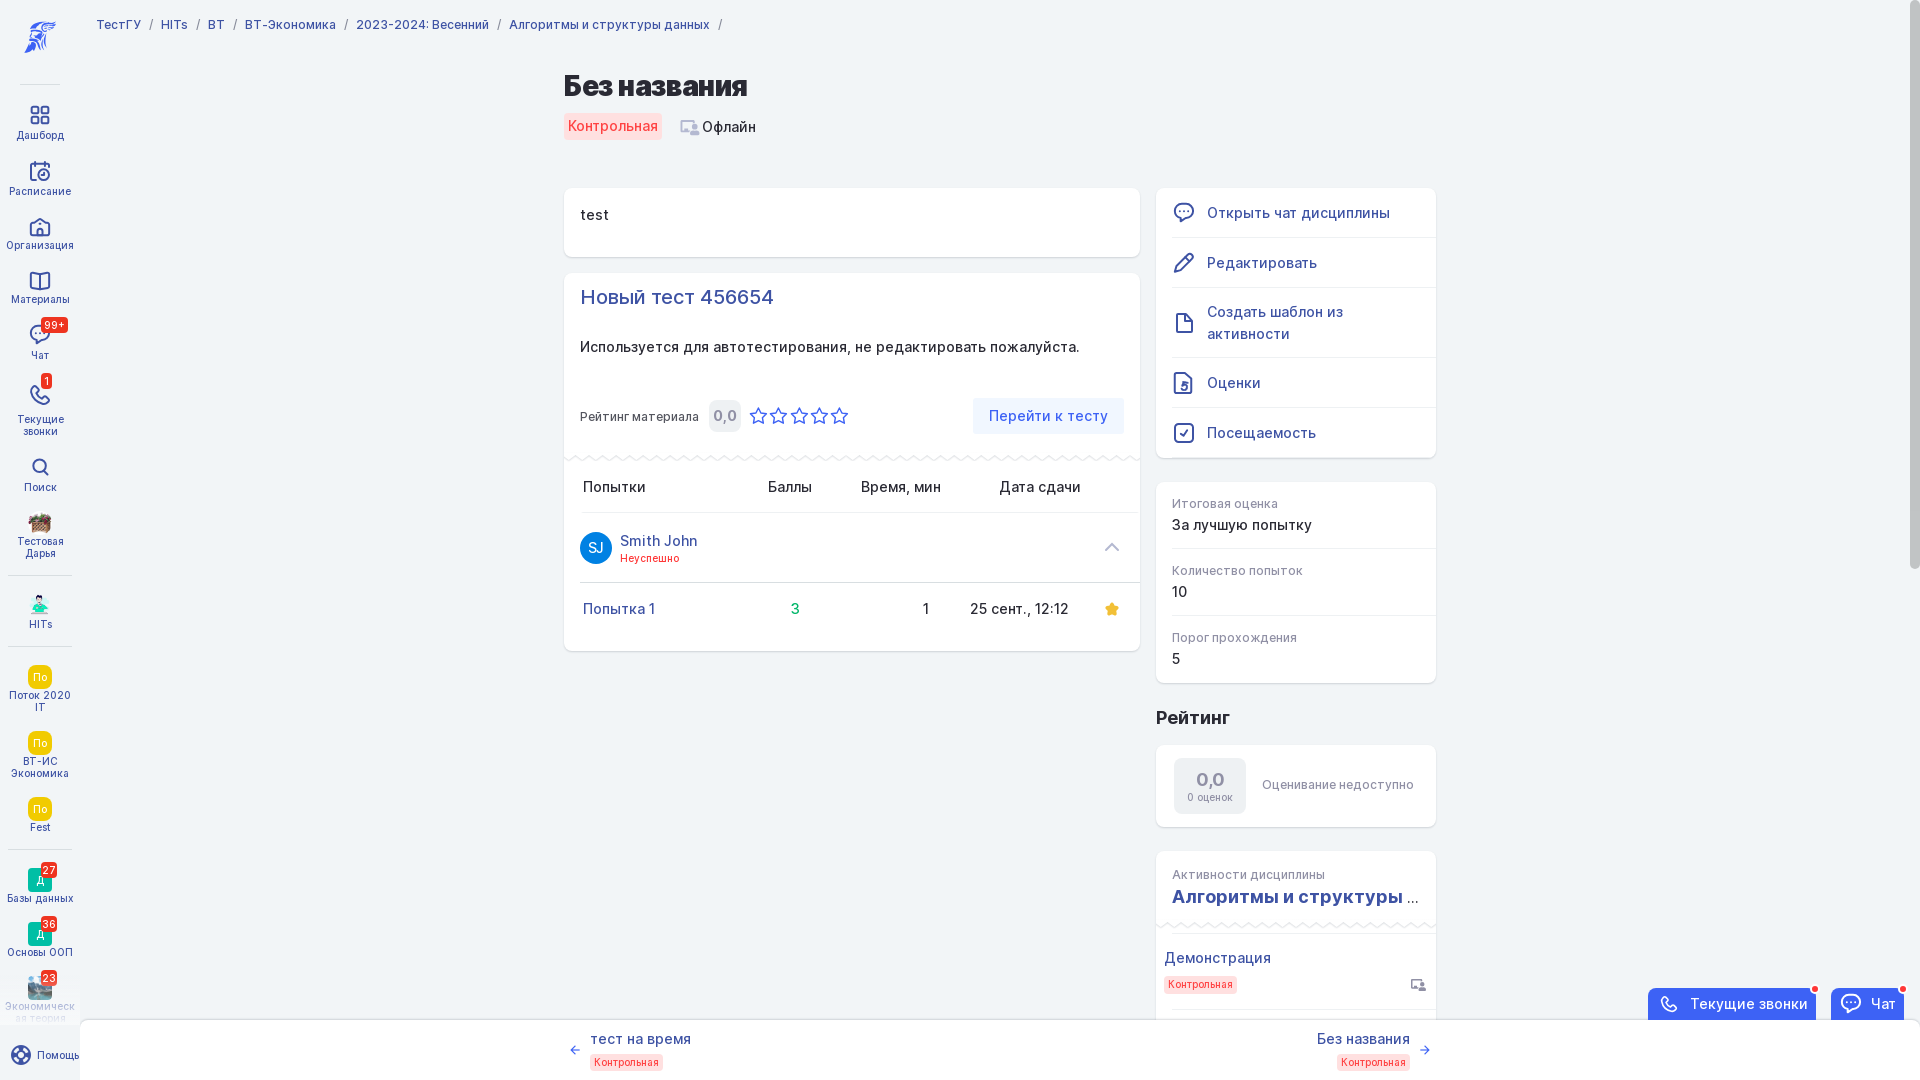 ТестГУ / HITs / ВТ / ВТ-Экономика / 2023-2024: Весенний / Алгоритмы и структуры данных /
Дашборд
Расписание
Организация
Материалы
99+
Чат
1
Текущие
звонки
Поиск
Тестовая
Дарья
HITs
По
Поток 2020
IT
По
ВТ-ИС
Экономика
По
Fest
27
Д
Базы данных
36
Д
Основы ООП
23
Экономическ
ая теория
Помощь
Без названия
Контрольная
Офлайн
test
Новый тест 456654
Используется для автотестирования, не редактировать пожалуйста.
Рейтинг материала 0,0
Перейти к тесту
Попытки Баллы Время, мин Дата сдачи
SJ
Smith John
Неуспешно
Попытка 1 3 1 25 сент., 12:12
Открыть чат дисциплины
Редактировать
Создать шаблон из
активности
5
Оценки
Посещаемость
Итоговая оценка
За лучшую попытку
Количество попыток
10
Порог прохождения
5
Рейтинг
0,0
0 оценок
Оценивание недоступно
Активности дисциплины
Алгоритмы и структуры ...
Демонстрация
Контрольная
Текущие звонки
Чат
тест на время
Контрольная
Без названия
Контрольная